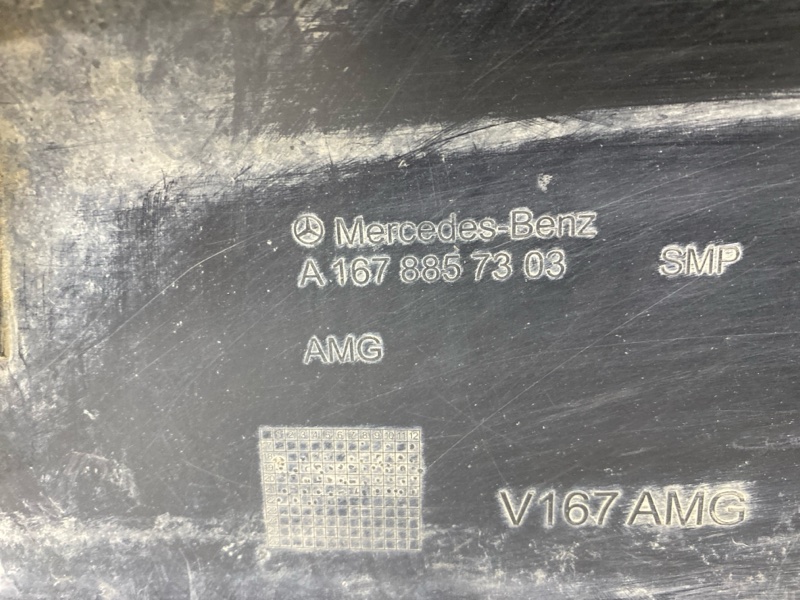 Mercedes-Benz
A 167 885 73 03
SMP
AMG
V167 AMG